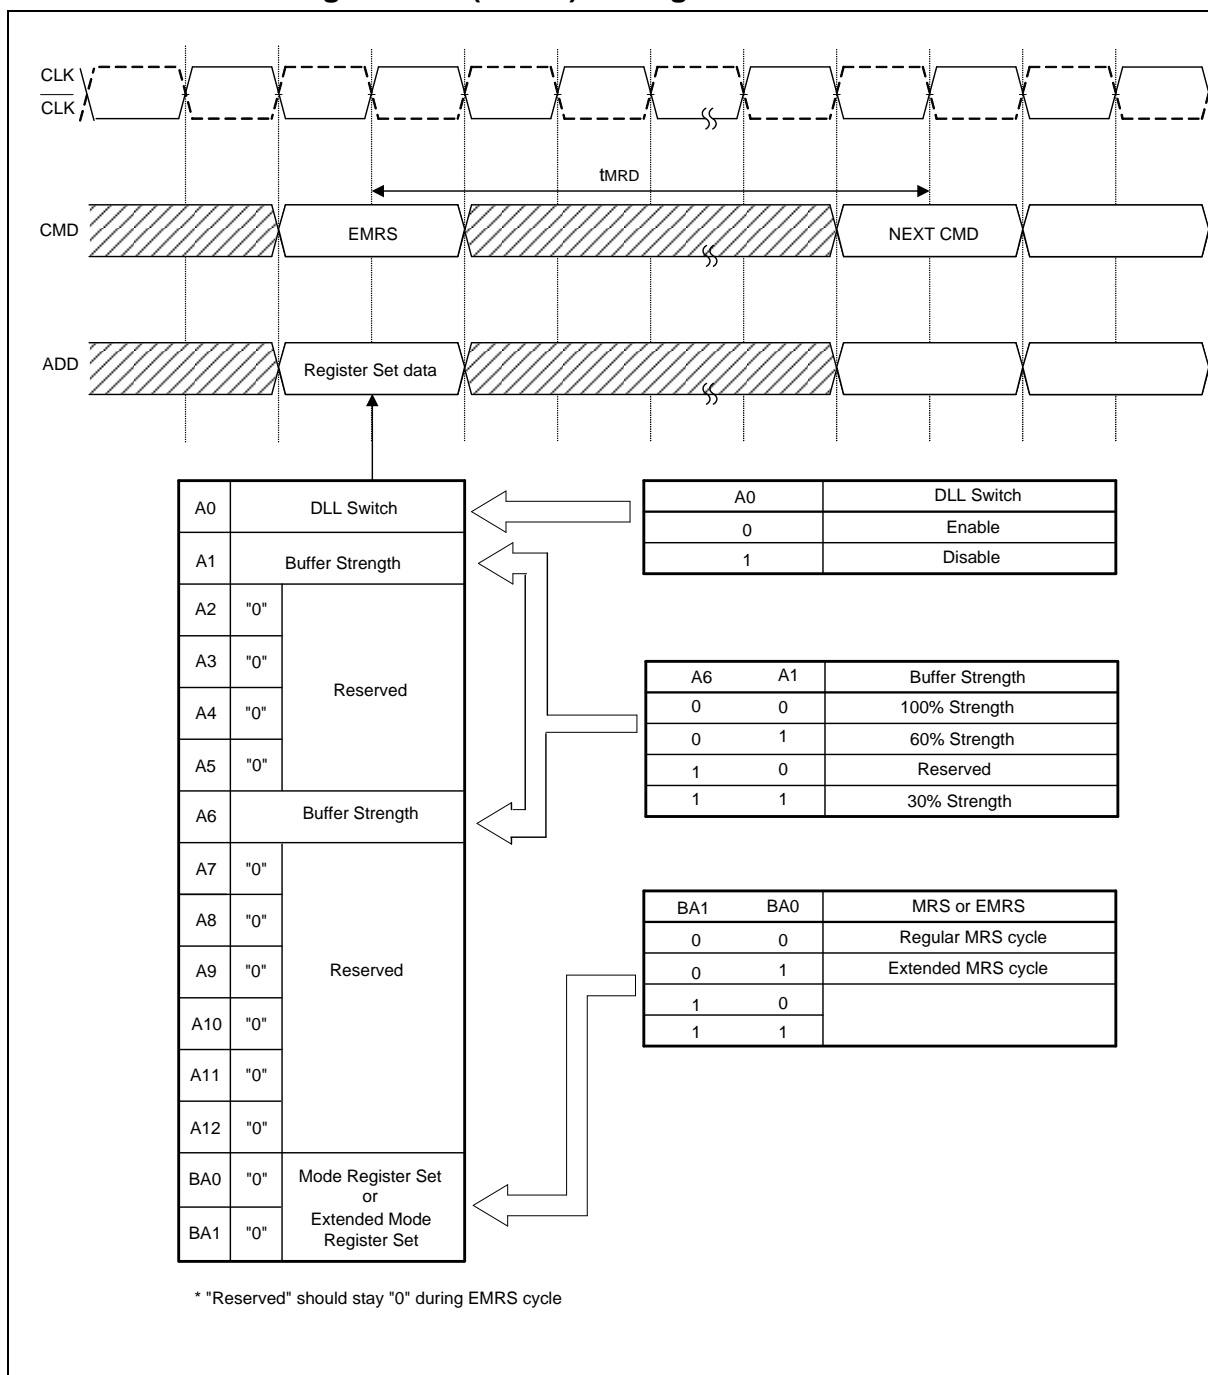 CLK
CLK
tMRD
CMD
EMRS
NEXT CMD
ADD
Register Set data
A0 DLL Switch
A1 Buffer Strength
A2 "0"
A3 "0"
Reserved
A4 "0"
A5 "0"
A6 Buffer Strength
A7 "0"
A8 "0"
A9 "0" Reserved
A10 "0"
A11 "0"
A12 "0"
BA0 "0" Mode Register Set
or
Extended Mode
BA1 "0" Register Set
A0 DLL Switch
0 Enable
1 Disable
A6 A1 Buffer Strength
0 0 100% Strength
0 1 60% Strength
1 0 Reserved
1 1 30% Strength
BA1 BA0 MRS or EMRS
0 0 Regular MRS cycle
0 1 Extended MRS cycle
1 0
1 1
* "Reserved" should stay "0" during EMRS cycle